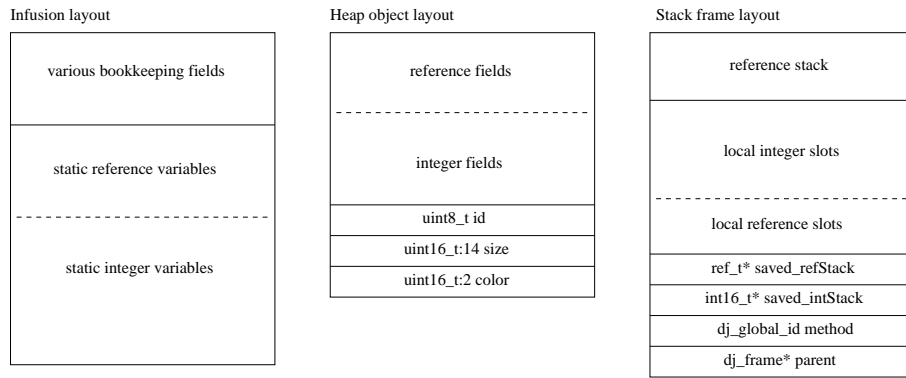 Infusion layout
various bookkeeping fields
static reference variables
static integer variables
Heap object layout
reference fields
integer fields
uint8_t id
uint16_t:14 size
uint16_t:2 color
Stack frame layout
reference stack
local integer slots
local reference slots
ref_t* saved_refStack
int16_t* saved_intStack
dj_global_id method
dj_frame* parent